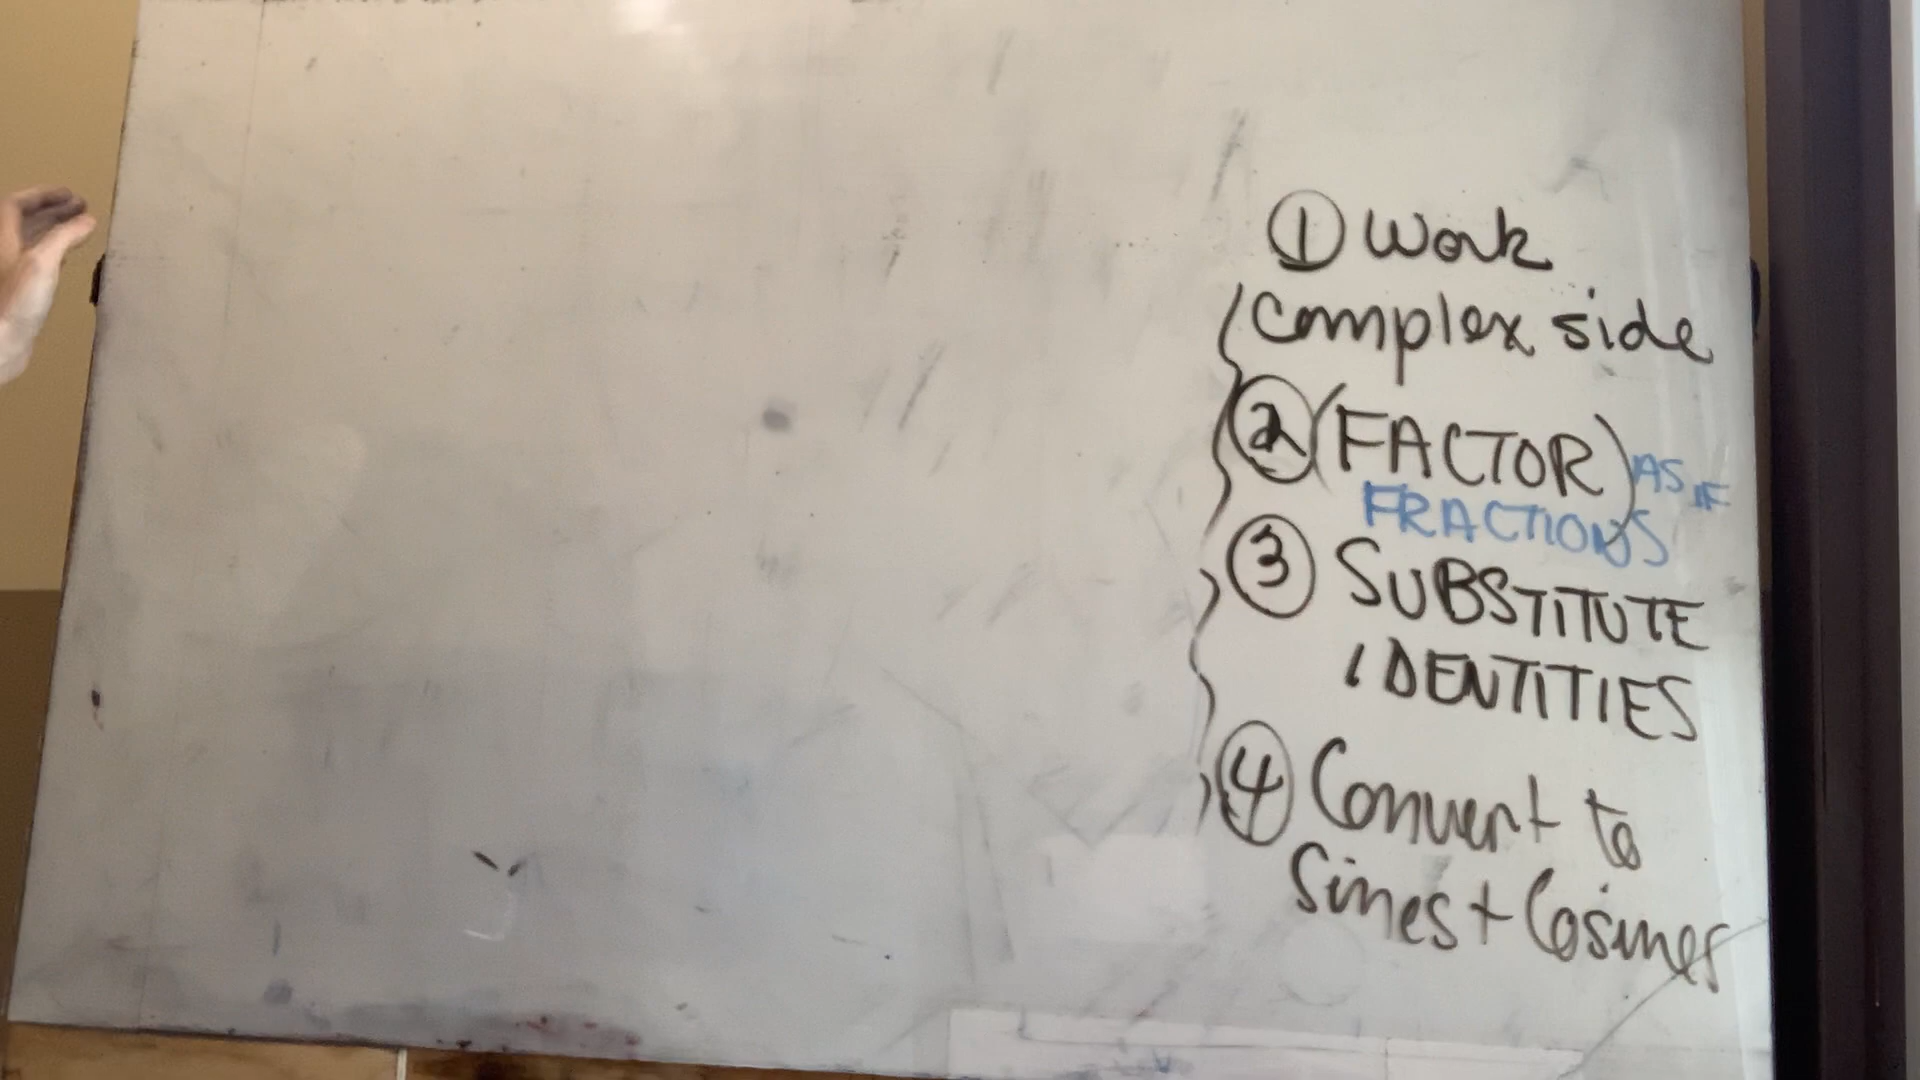 ① Work
Complex side
② (FACTOR) AS IF
FRACTIONS
③ SUBSTITUTE
IDENTITIES
④ Convert to
Sines + Cosines